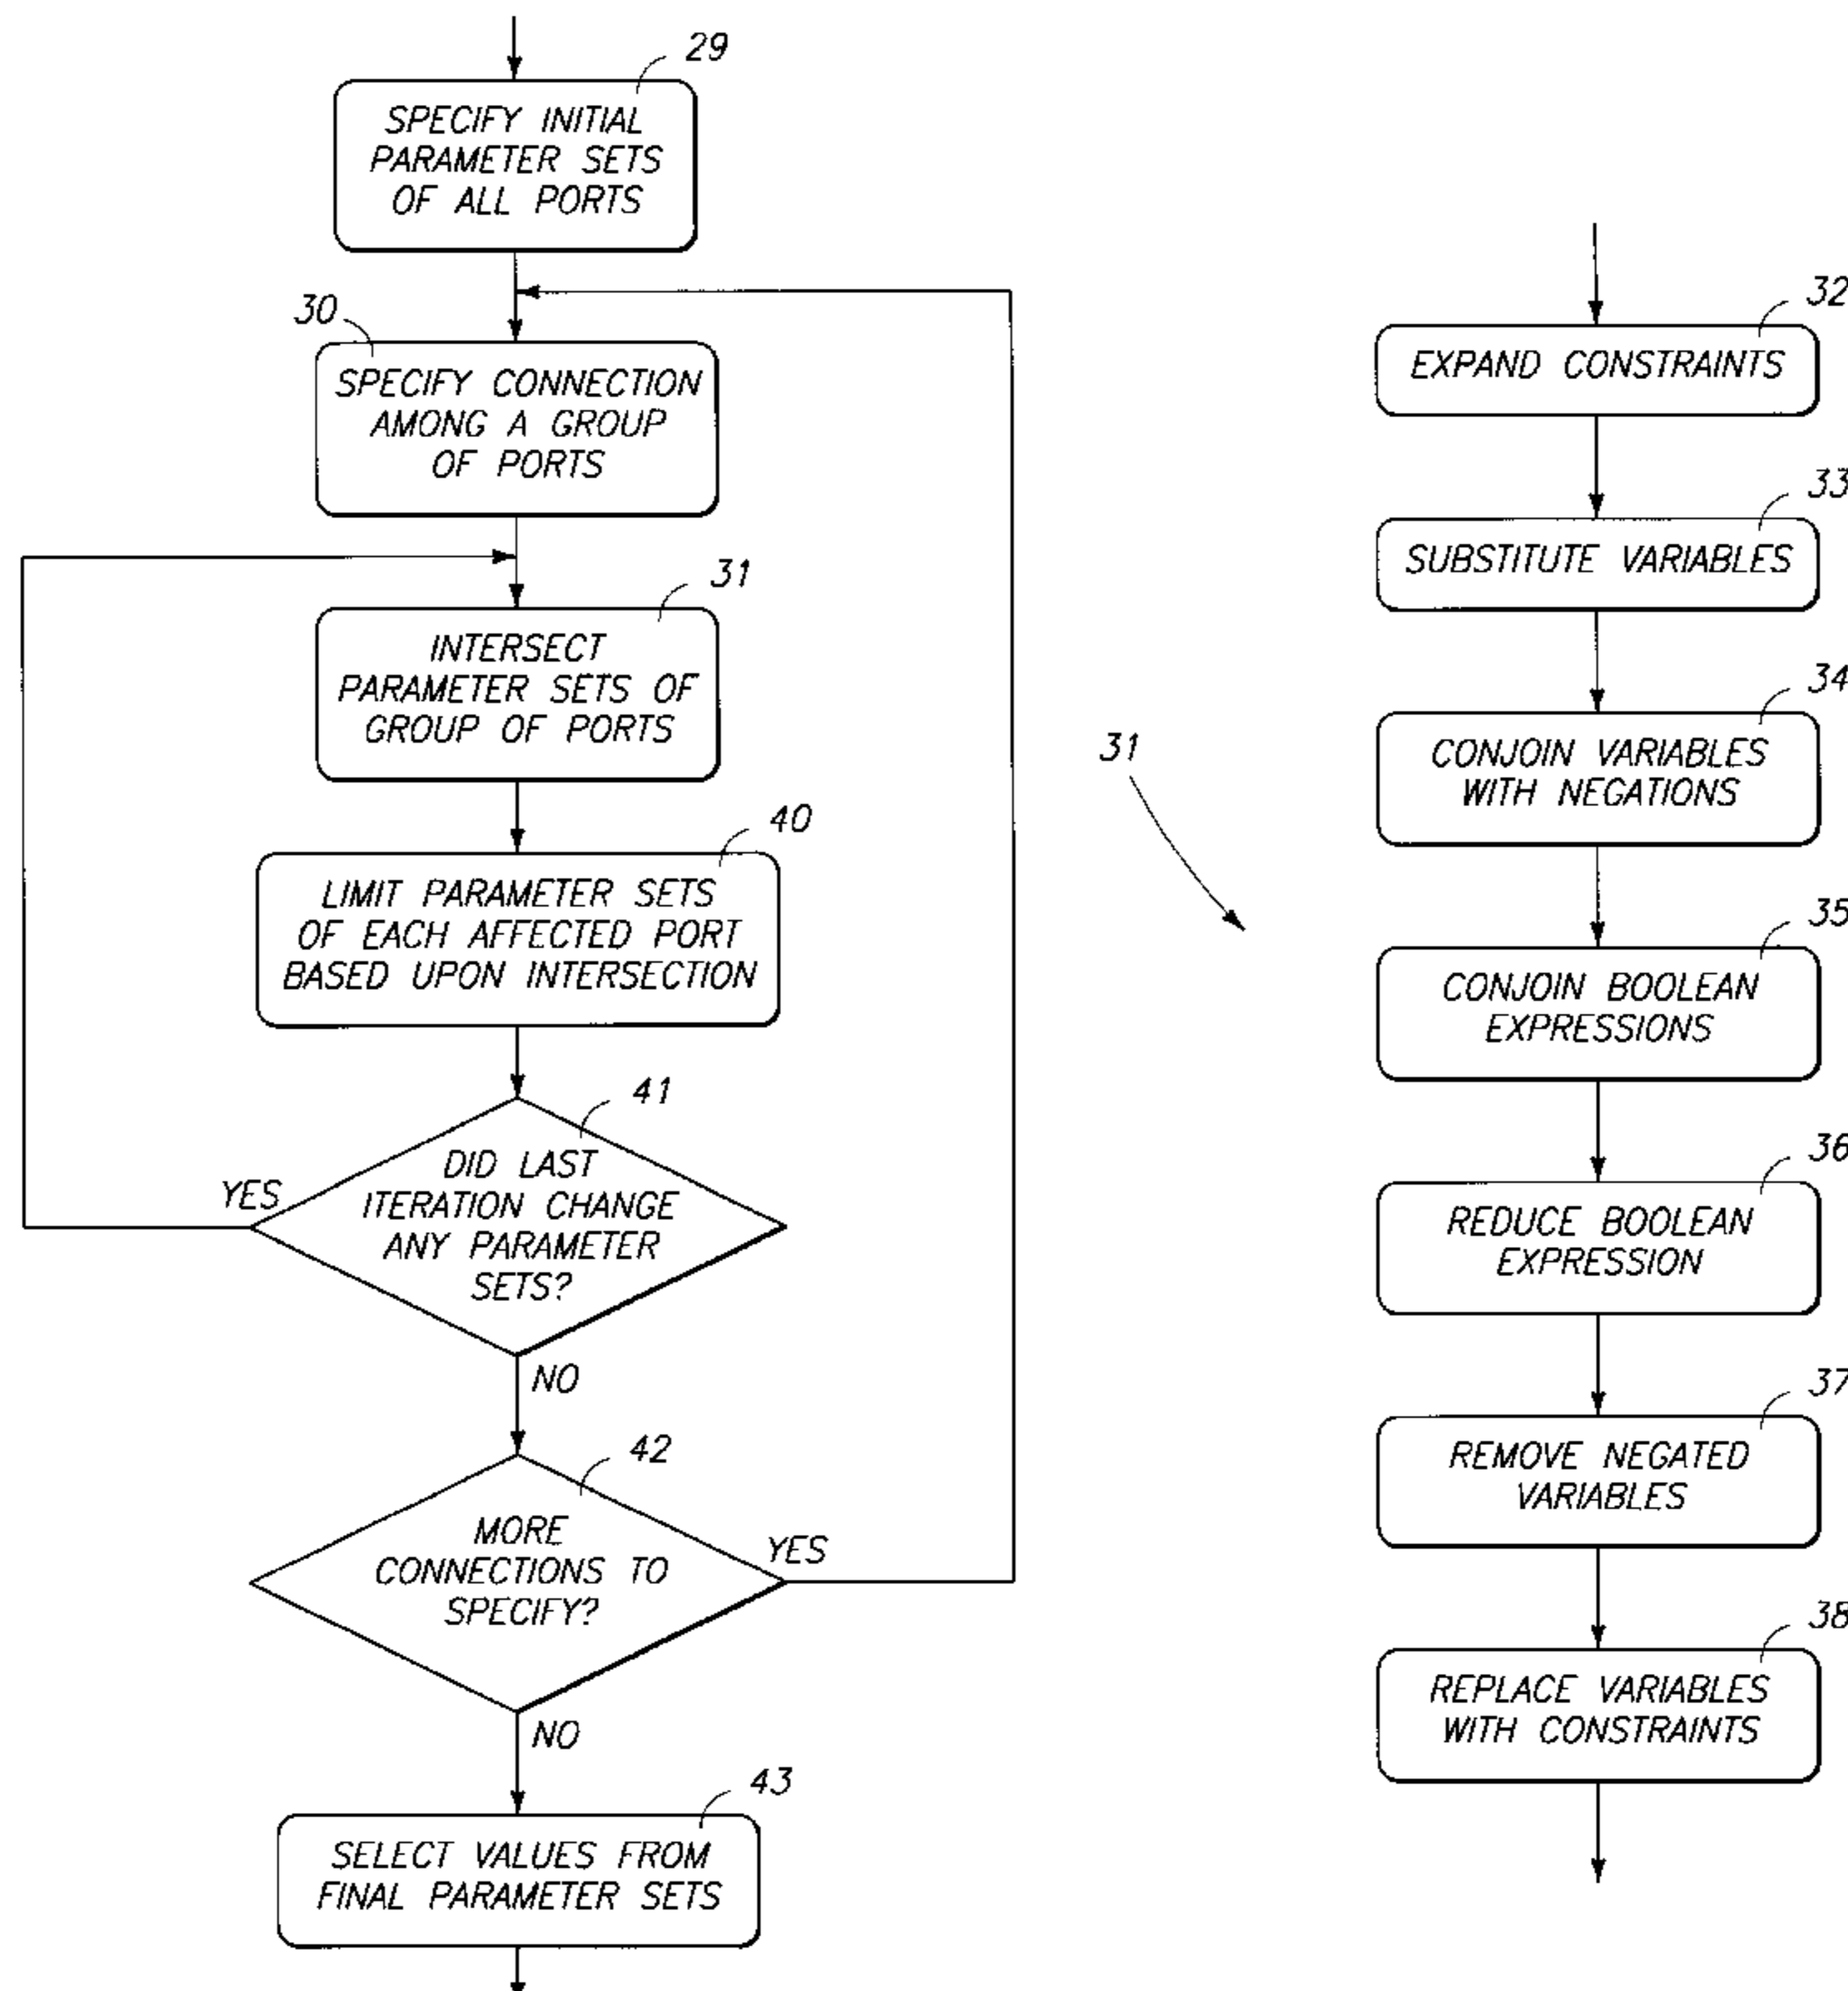 29
SPECIFY INITIAL
PARAMETER SETS
OF ALL PORTS
30
SPECIFY CONNECTION
AMONG A GROUP
OF PORTS
31
INTERSECT
PARAMETER SETS OF
GROUP OF PORTS
40
LIMIT PARAMETER SETS
OF EACH AFFECTED PORT
BASED UPON INTERSECTION
41
DID LAST
ITERATION CHANGE
ANY PARAMETER
SETS?
YES
NO
42
MORE
CONNECTIONS TO
SPECIFY?
YES
NO
43
SELECT VALUES FROM
FINAL PARAMETER SETS
31
32
EXPAND CONSTRAINTS
33
SUBSTITUTE VARIABLES
34
CONJOIN VARIABLES
WITH NEGATIONS
35
CONJOIN BOOLEAN
EXPRESSIONS
36
REDUCE BOOLEAN
EXPRESSION
37
REMOVE NEGATED
VARIABLES
38
REPLACE VARIABLES
WITH CONSTRAINTS